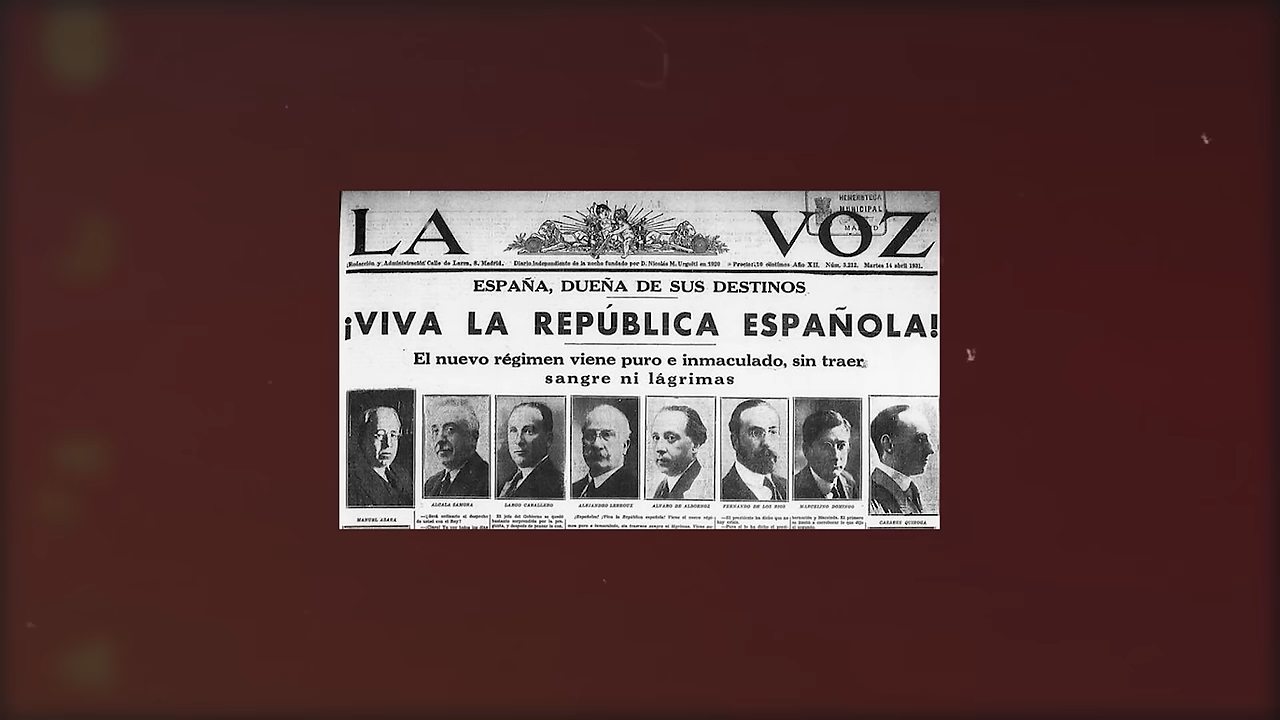 LA VOZ
HEMEROTECA
MUNICIPAL
MADRID
Redacción y Administración Calle de Larra, 8, Madrid. Diario independiente de la noche fundado por D. Nicolás M. Urgoiti en 1920 Precio: 10 céntimos Año XII. Núm. 3.212. Martes 14 abril 1931.
ESPAÑA, DUEÑA DE SUS DESTINOS
¡VIVA LA REPÚBLICA ESPAÑOLA!
El nuevo régimen viene puro e inmaculado, sin traer
sangre ni lágrimas
MANUEL AZAÑA
ALCALA ZAMORA
LARGO CABALLERO
ALEJANDRO LERROUX
ALVARO DE ALBORNOZ
FERNANDO DE LOS RIOS
MARCELINO DOMINGO
CASARES QUIROGA